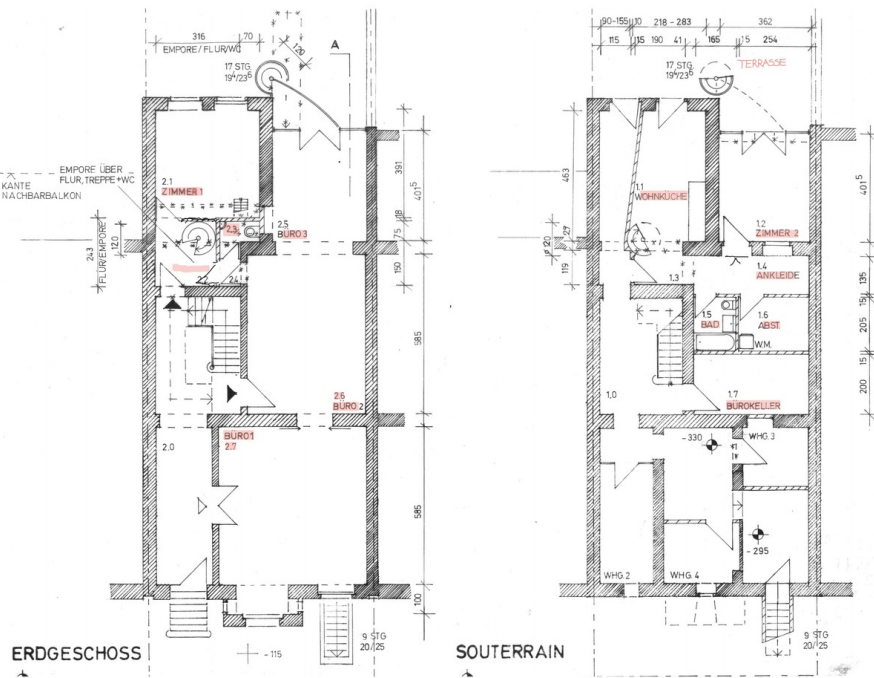 316
70
EMPORE / FLUR/WC
120
A
17 STG.
19⁴/23⁶
EMPORE ÜBER
FLUR, TREPPE+WC
KANTE
NACHBARBALKON
2.1
ZIMMER 1
2.3
2.5
BÜRO 3
2.2
2.4
243
FLUR/EMPORE
120
391
18
75
401⁵
150
585
2.6
BÜRO 2
BÜRO 1
2.7
2.0
585
100
9 STG
20/25
- 115
ERDGESCHOSS
90-155
10
218 - 283
362
115
15
190
41
165
15
254
17 STG.
19⁴/23⁶
TERRASSE
463
1.1
WOHNKÜCHE
1.2
ZIMMER 2
401⁵
Ø 120
119
1.3
1.4
ANKLEIDE
135
15
1.5
BAD
1.6
ABST.
W.M.
205
15
200
1.0
1.7
BÜROKELLER
- 330
WHG. 3
- 295
WHG. 2
WHG. 4
9 STG
20/25
SOUTERRAIN